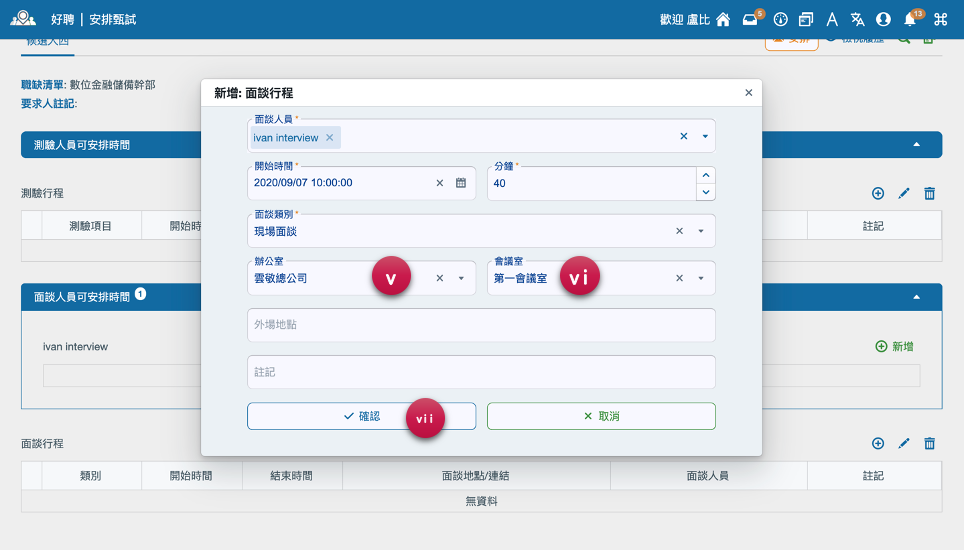 好聘 | 安排甄試
歡迎 盧比
5
13
候選人四
安排
檢視履歷
職缺清單: 數位金融儲備幹部
要求人註記:
測驗人員可安排時間
測驗行程
測驗項目
開始時
註記
面談人員可安排時間 1
ivan interview
新增
面談行程
類別 開始時間 結束時間 面談地點/連結 面談人員 註記
無資料
新增: 面談行程
面談人員 *
ivan interview
開始時間 *
2020/09/07 10:00:00
分鐘 *
40
面談類別 *
現場面談
辦公室
雲敏總公司
v
會議室
第一會議室
vi
外場地點
註記
確認
vii
取消